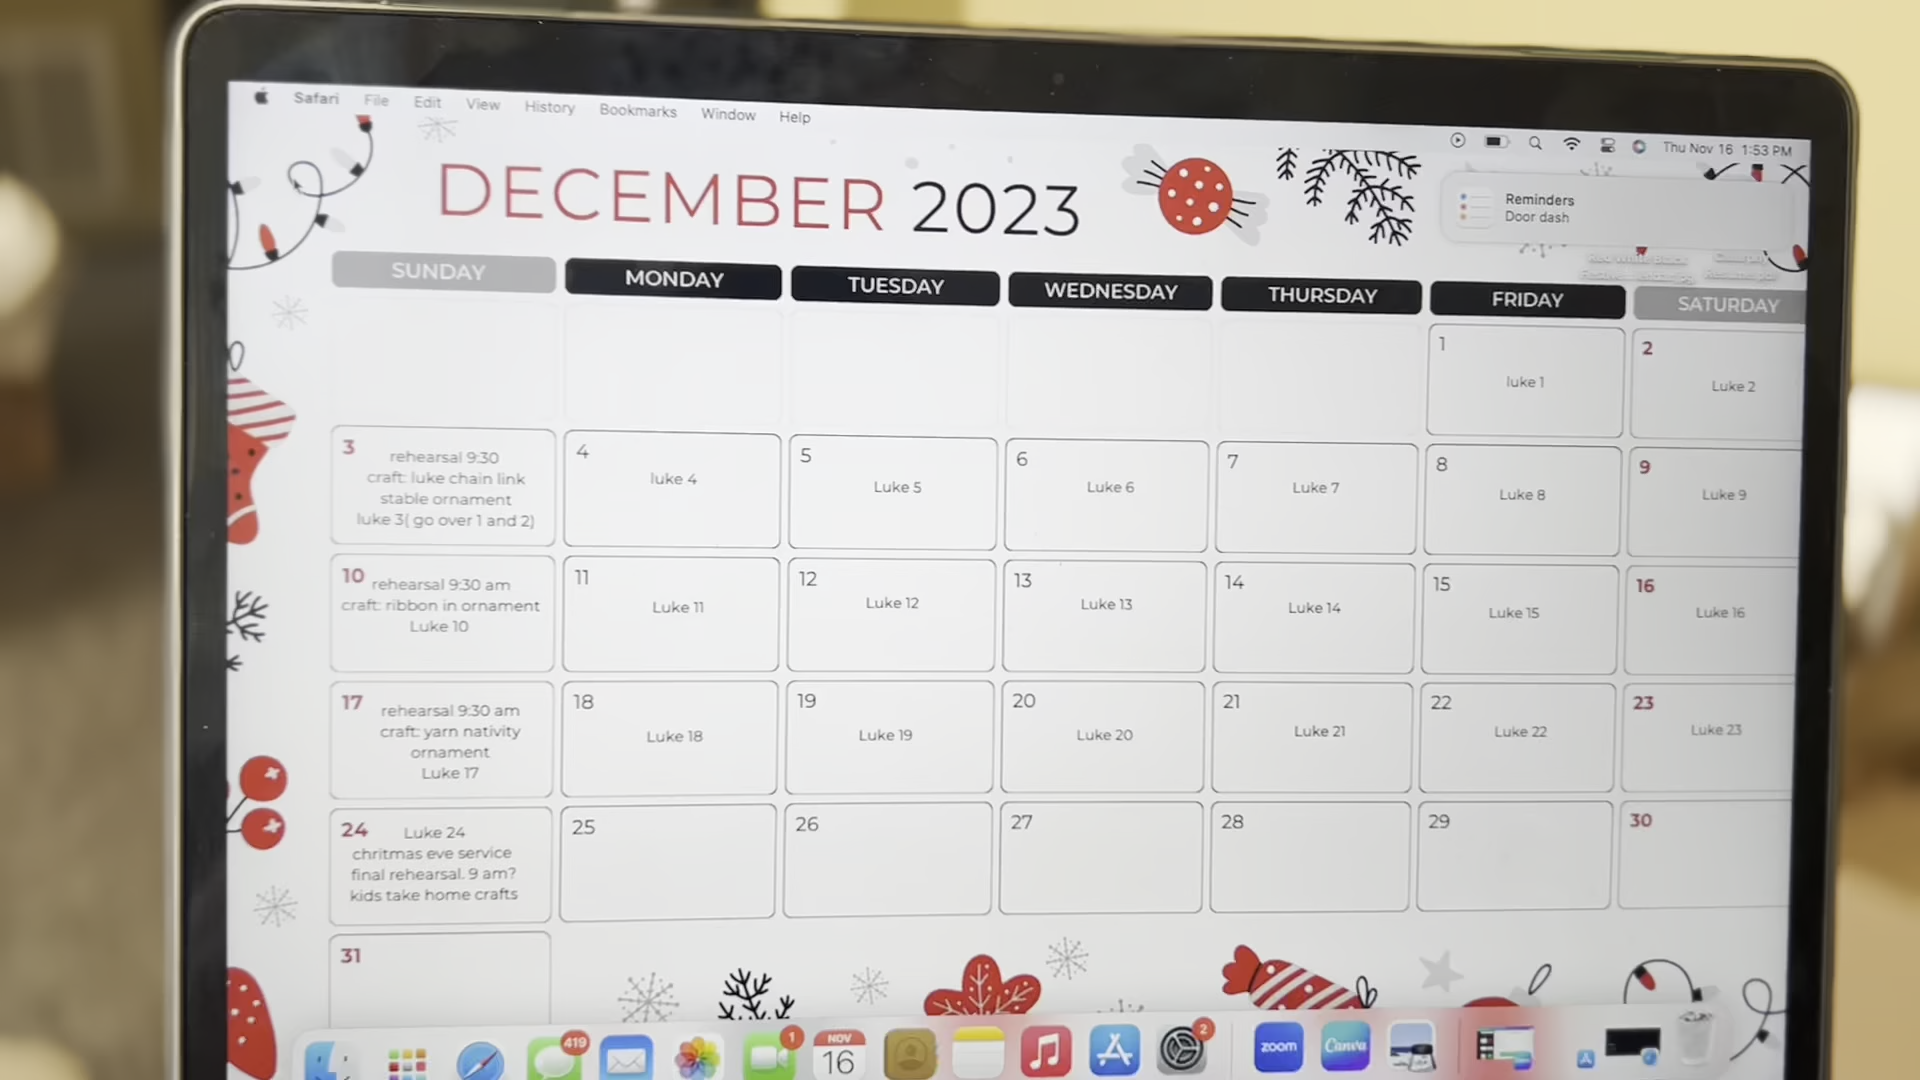 Safari File Edit View History Bookmarks Window Help
Thu Nov 16 1:53 PM
DECEMBER 2023
Reminders
Door dash
SUNDAY MONDAY TUESDAY WEDNESDAY THURSDAY FRIDAY SATURDAY
1
luke 1
2
Luke 2
3
rehearsal 9:30
craft: luke chain link
stable ornament
luke 3( go over 1 and 2)
4
luke 4
5
Luke 5
6
Luke 6
7
Luke 7
8
Luke 8
9
Luke 9
10
rehearsal 9:30 am
craft: ribbon in ornament
Luke 10
11
Luke 11
12
Luke 12
13
Luke 13
14
Luke 14
15
Luke 15
16
Luke 16
17
rehearsal 9:30 am
craft: yarn nativity
ornament
Luke 17
18
Luke 18
19
Luke 19
20
Luke 20
21
Luke 21
22
Luke 22
23
Luke 23
24
Luke 24
chritmas eve service
final rehearsal. 9 am?
kids take home crafts
25
26
27
28
29
30
31
419
1
NOV
16
2
zoom
Canva